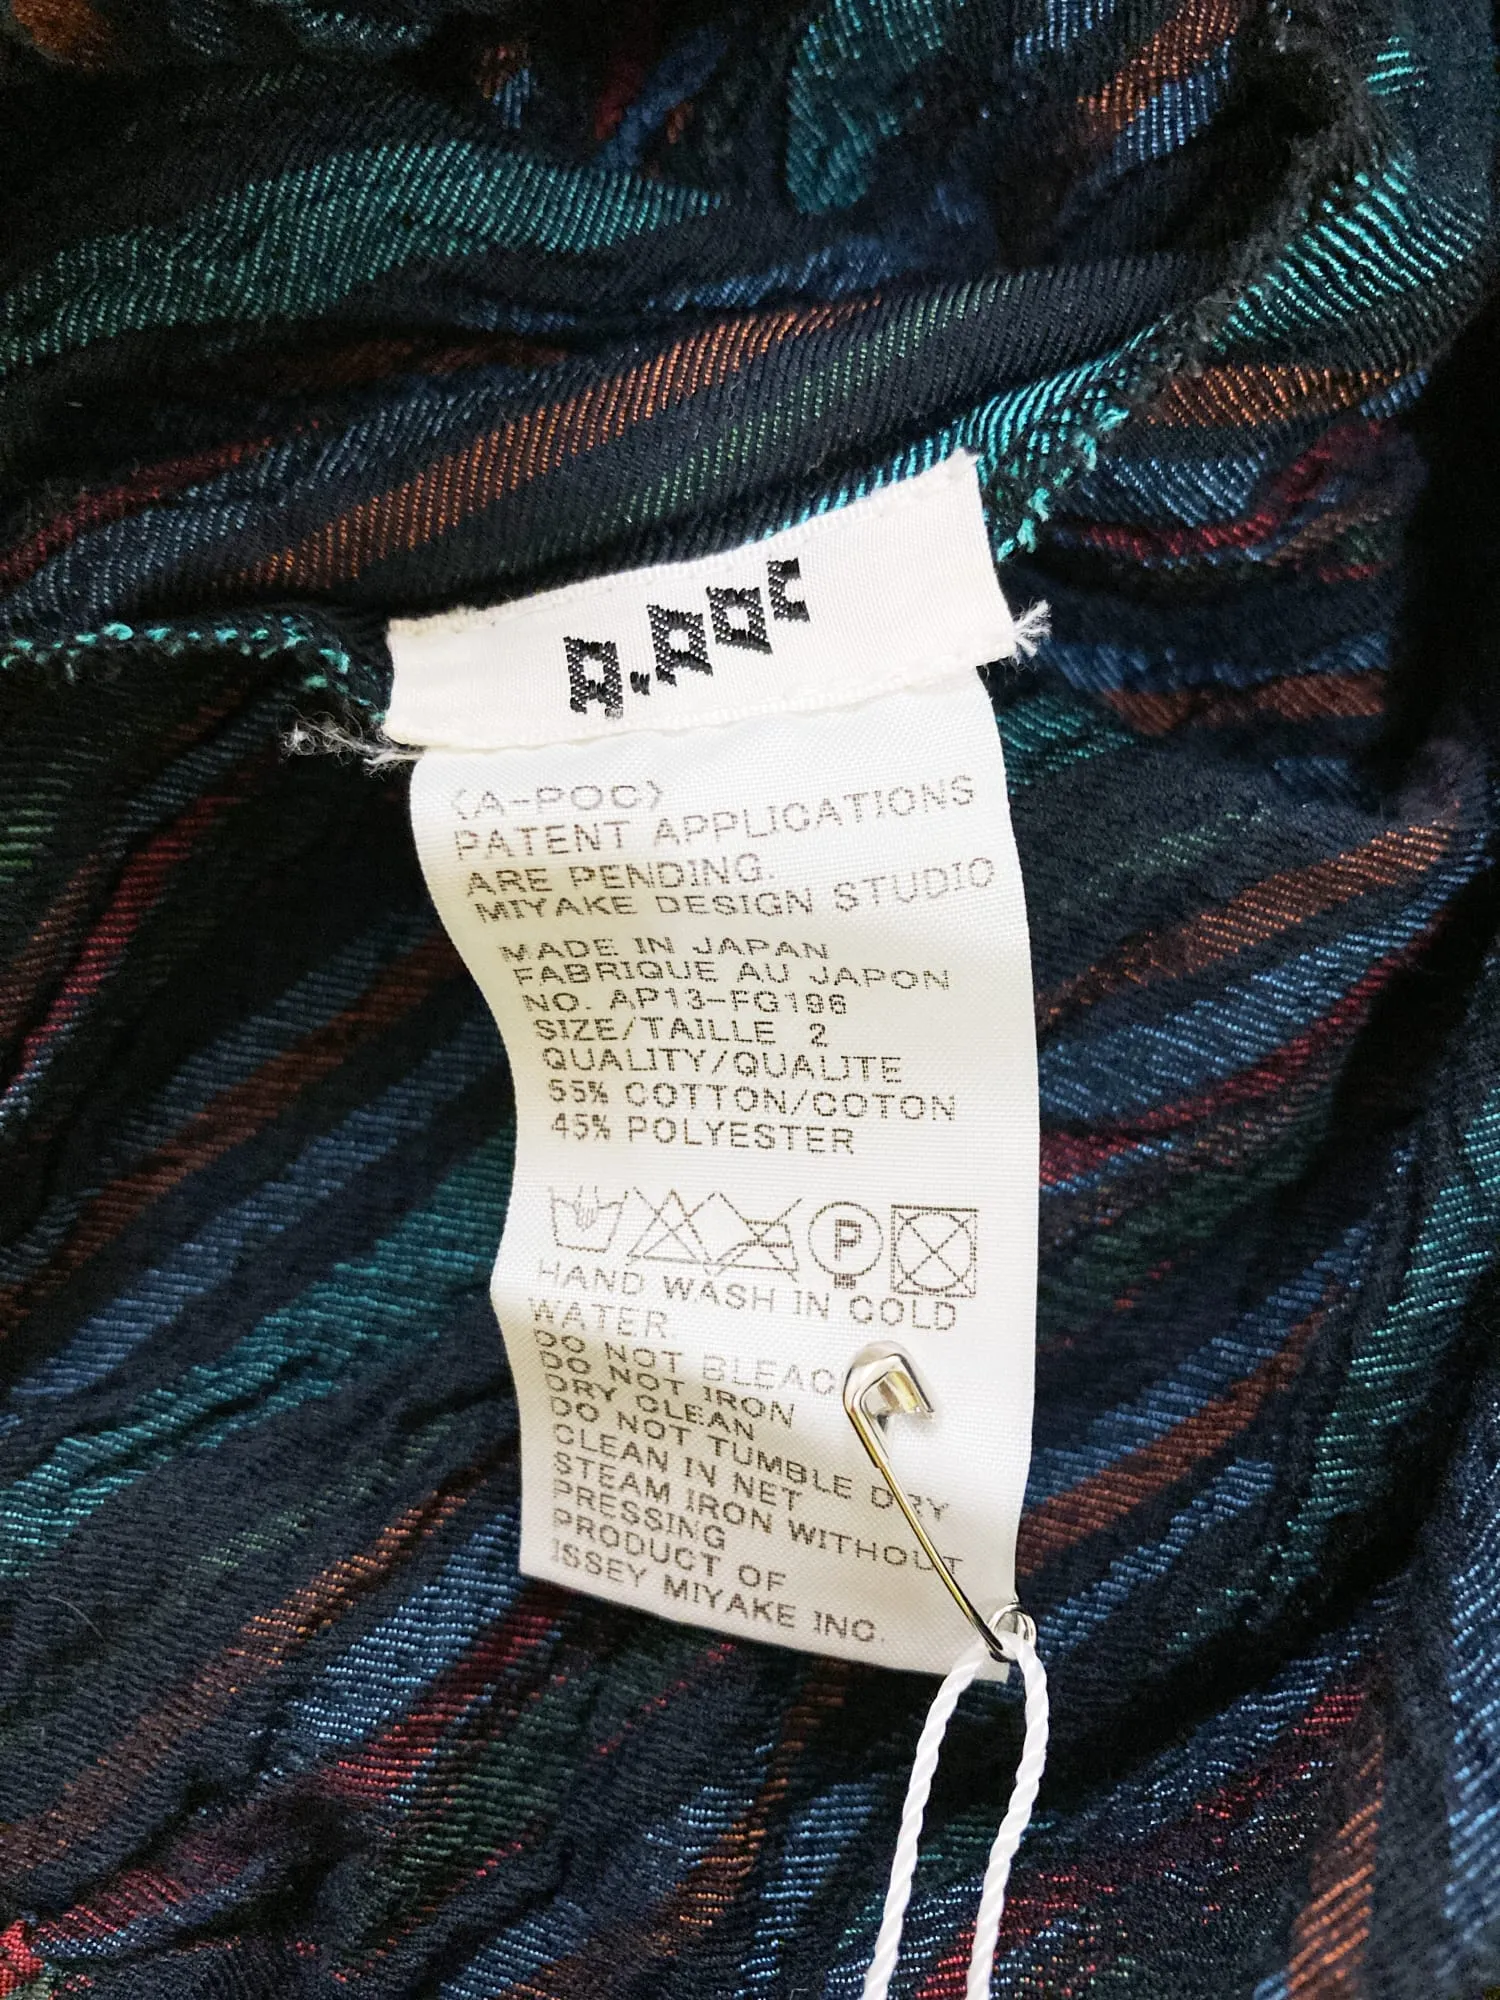 A.POC
<A-POC>
PATENT APPLICATIONS
ARE PENDING.
MIYAKE DESIGN STUDIO
MADE IN JAPAN
FABRIQUE AU JAPON
NO. AP13-FG196
SIZE/TAILLE 2
QUALITY/QUALITE
55% COTTON/COTON
45% POLYESTER
P
HAND WASH IN COLD
WATER.
DO NOT BLEAC
DO NOT IRON
DRY CLEAN
DO NOT TUMBLE DRY
CLEAN IN NET
STEAM IRON WITHOUT
PRESSING
PRODUCT OF
ISSEY MIYAKE INC.